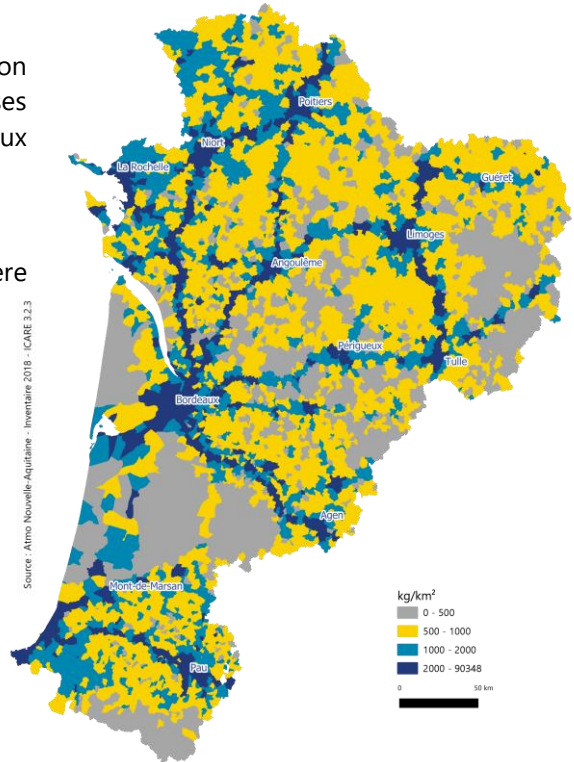 on
ses
ux
ère
Poitiers
Niort
La Rochelle
Guéret
Limoges
Angoulême
Périgueux
Tulle
Bordeaux
Agen
Mont-de-Marsan
Pau
Source : Atmo Nouvelle-Aquitaine - Inventaire 2018 - ICARE 3.2.3
kg/km²
0 - 500
500 - 1000
1000 - 2000
2000 - 90348
0 50 km